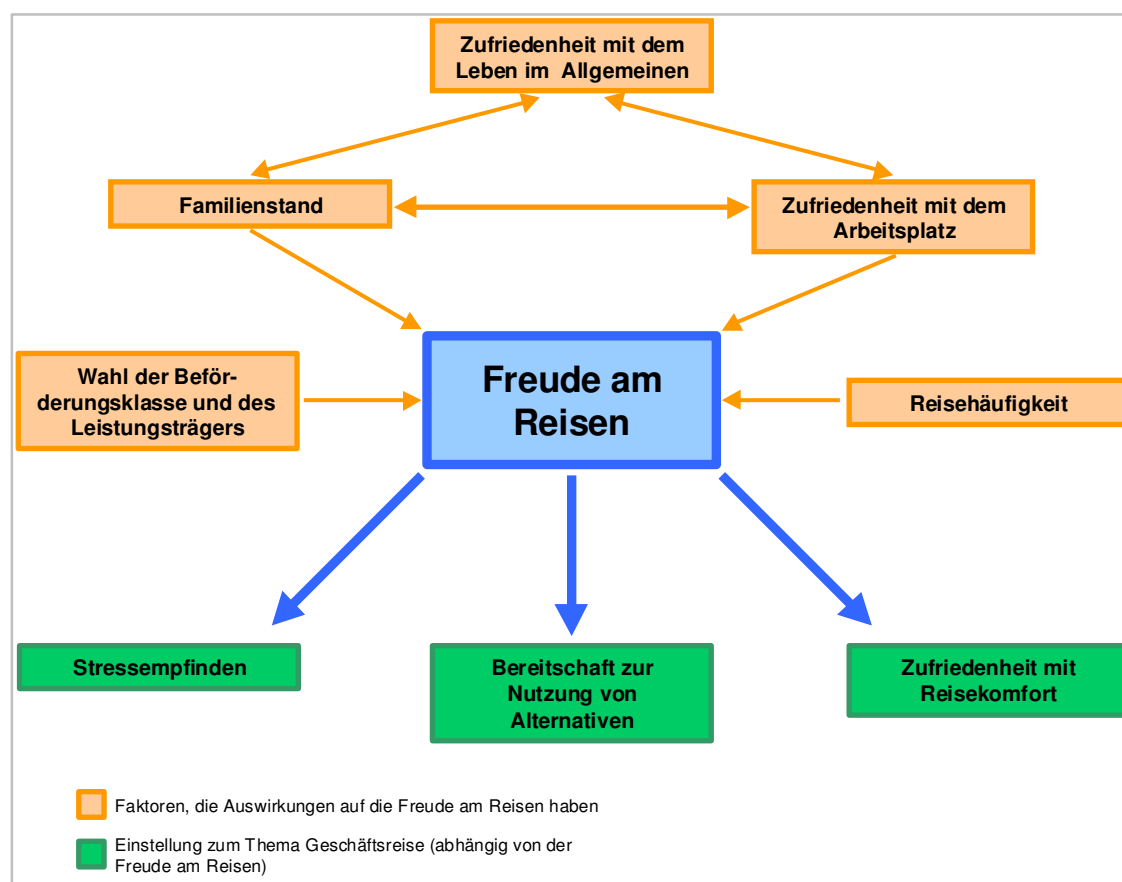 Zufriedenheit mit dem
Leben im Allgemeinen
Familienstand
Zufriedenheit mit dem
Arbeitsplatz
Wahl der Beför-
derungsklasse und des
Leistungsträgers
Freude am
Reisen
Reisehäufigkeit
Stressempfinden
Bereitschaft zur
Nutzung von
Alternativen
Zufriedenheit mit
Reisekomfort
Faktoren, die Auswirkungen auf die Freude am Reisen haben
Einstellung zum Thema Geschäftsreise (abhängig von der
Freude am Reisen)